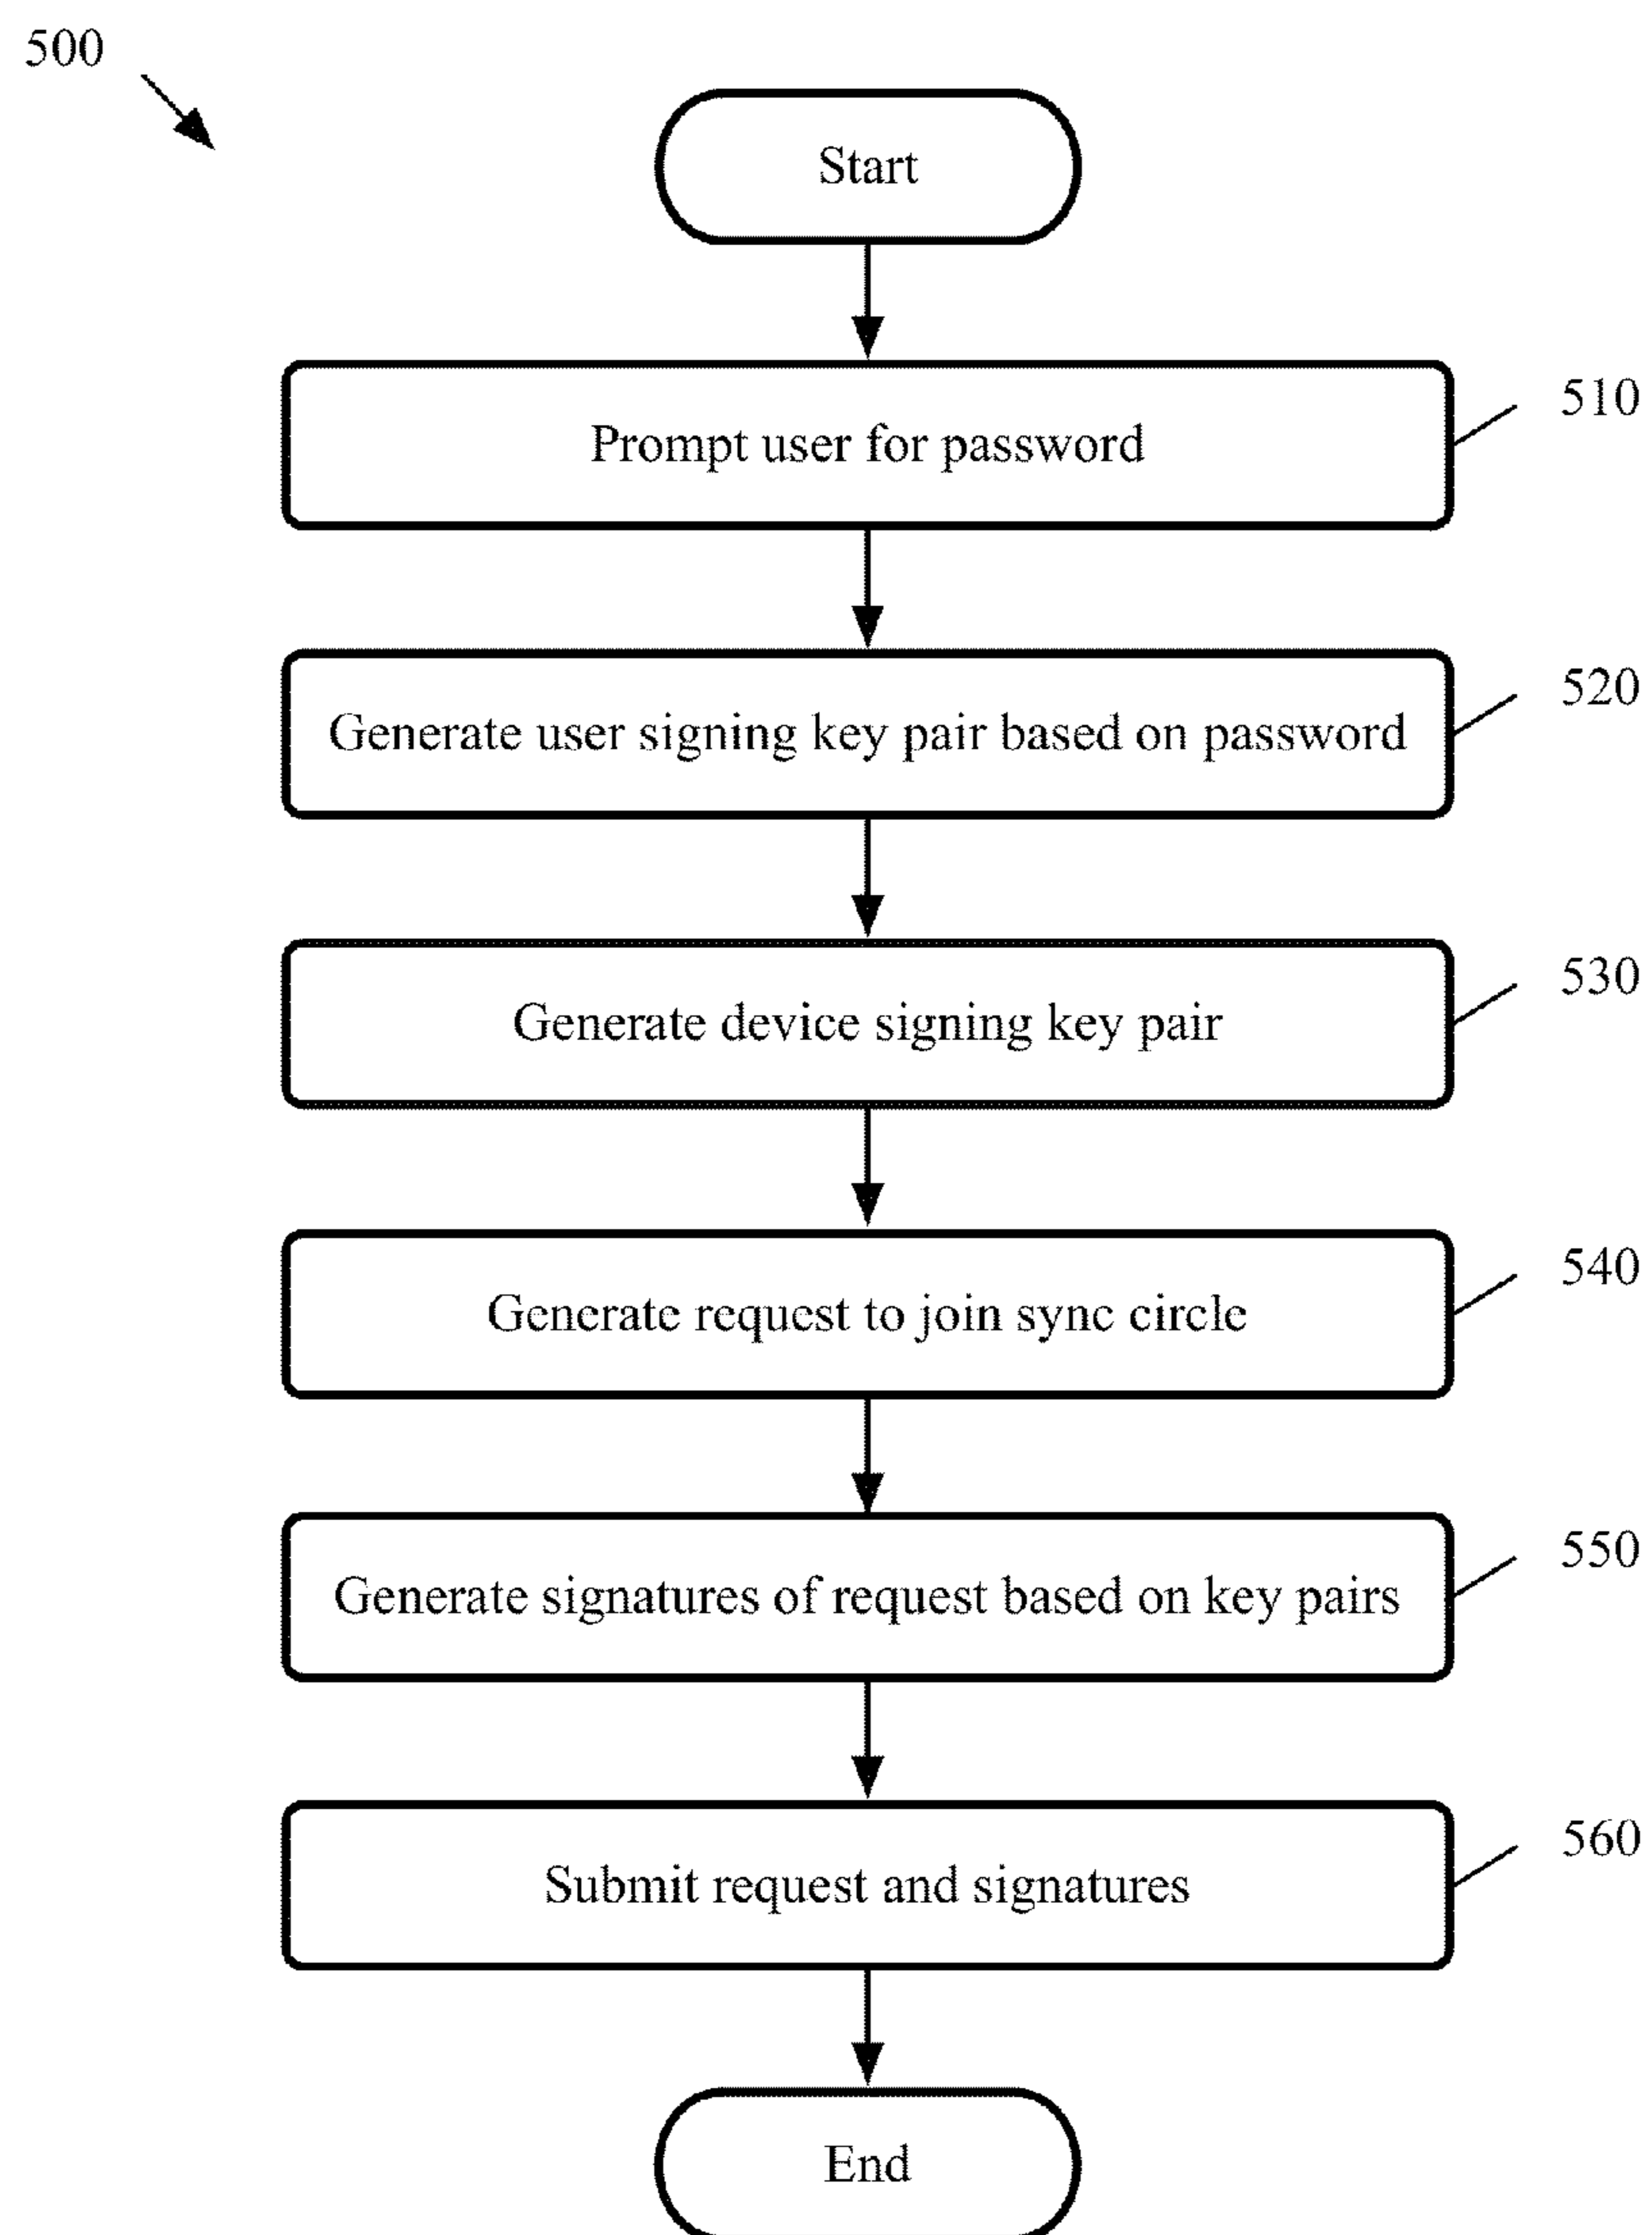 500
Start
Prompt user for password
510
Generate user signing key pair based on password
520
Generate device signing key pair
530
Generate request to join sync circle
540
Generate signatures of request based on key pairs
550
Submit request and signatures
560
End